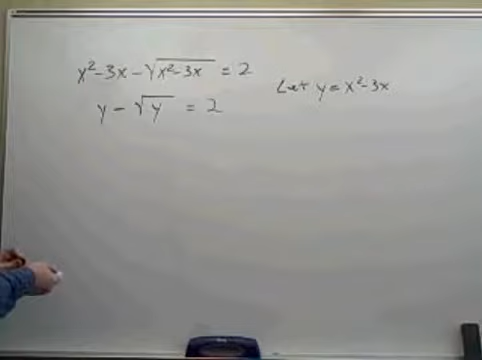 x²-3x-√x²-3x = 2
Let y = x²-3x
y - √y = 2